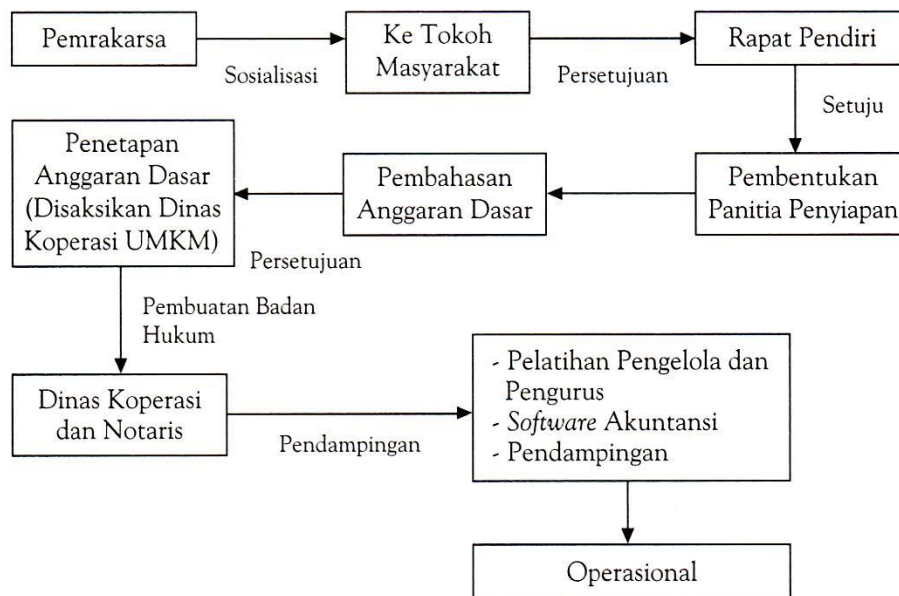 Pemrakarsa
Sosialisasi
Ke Tokoh
Masyarakat
Persetujuan
Rapat Pendiri
Setuju
Pembentukan
Panitia Penyiapan
Pembahasan
Anggaran Dasar
Persetujuan
Penetapan
Anggaran Dasar
(Disaksikan Dinas
Koperasi UMKM)
Pembuatan Badan
Hukum
Dinas Koperasi
dan Notaris
Pendampingan
- Pelatihan Pengelola dan
Pengurus
- Software Akuntansi
- Pendampingan
Operasional